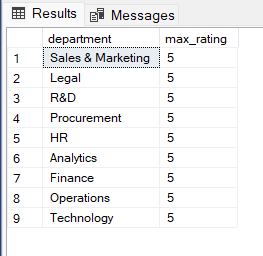 Results Messages
department max_rating
1 Sales & Marketing 5
2 Legal 5
3 R&D 5
4 Procurement 5
5 HR 5
6 Analytics 5
7 Finance 5
8 Operations 5
9 Technology 5